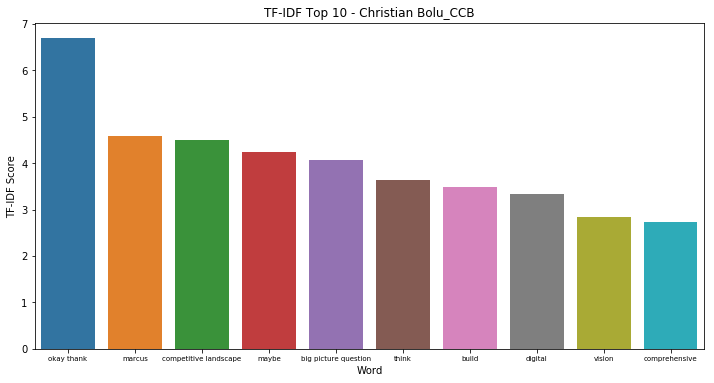 TF-IDF Top 10 - Christian Bolu_CCB
TF-IDF Score
7
6
5
4
3
2
1
0
okay thank marcus competitive landscape maybe big picture question think build digital vision comprehensive
Word